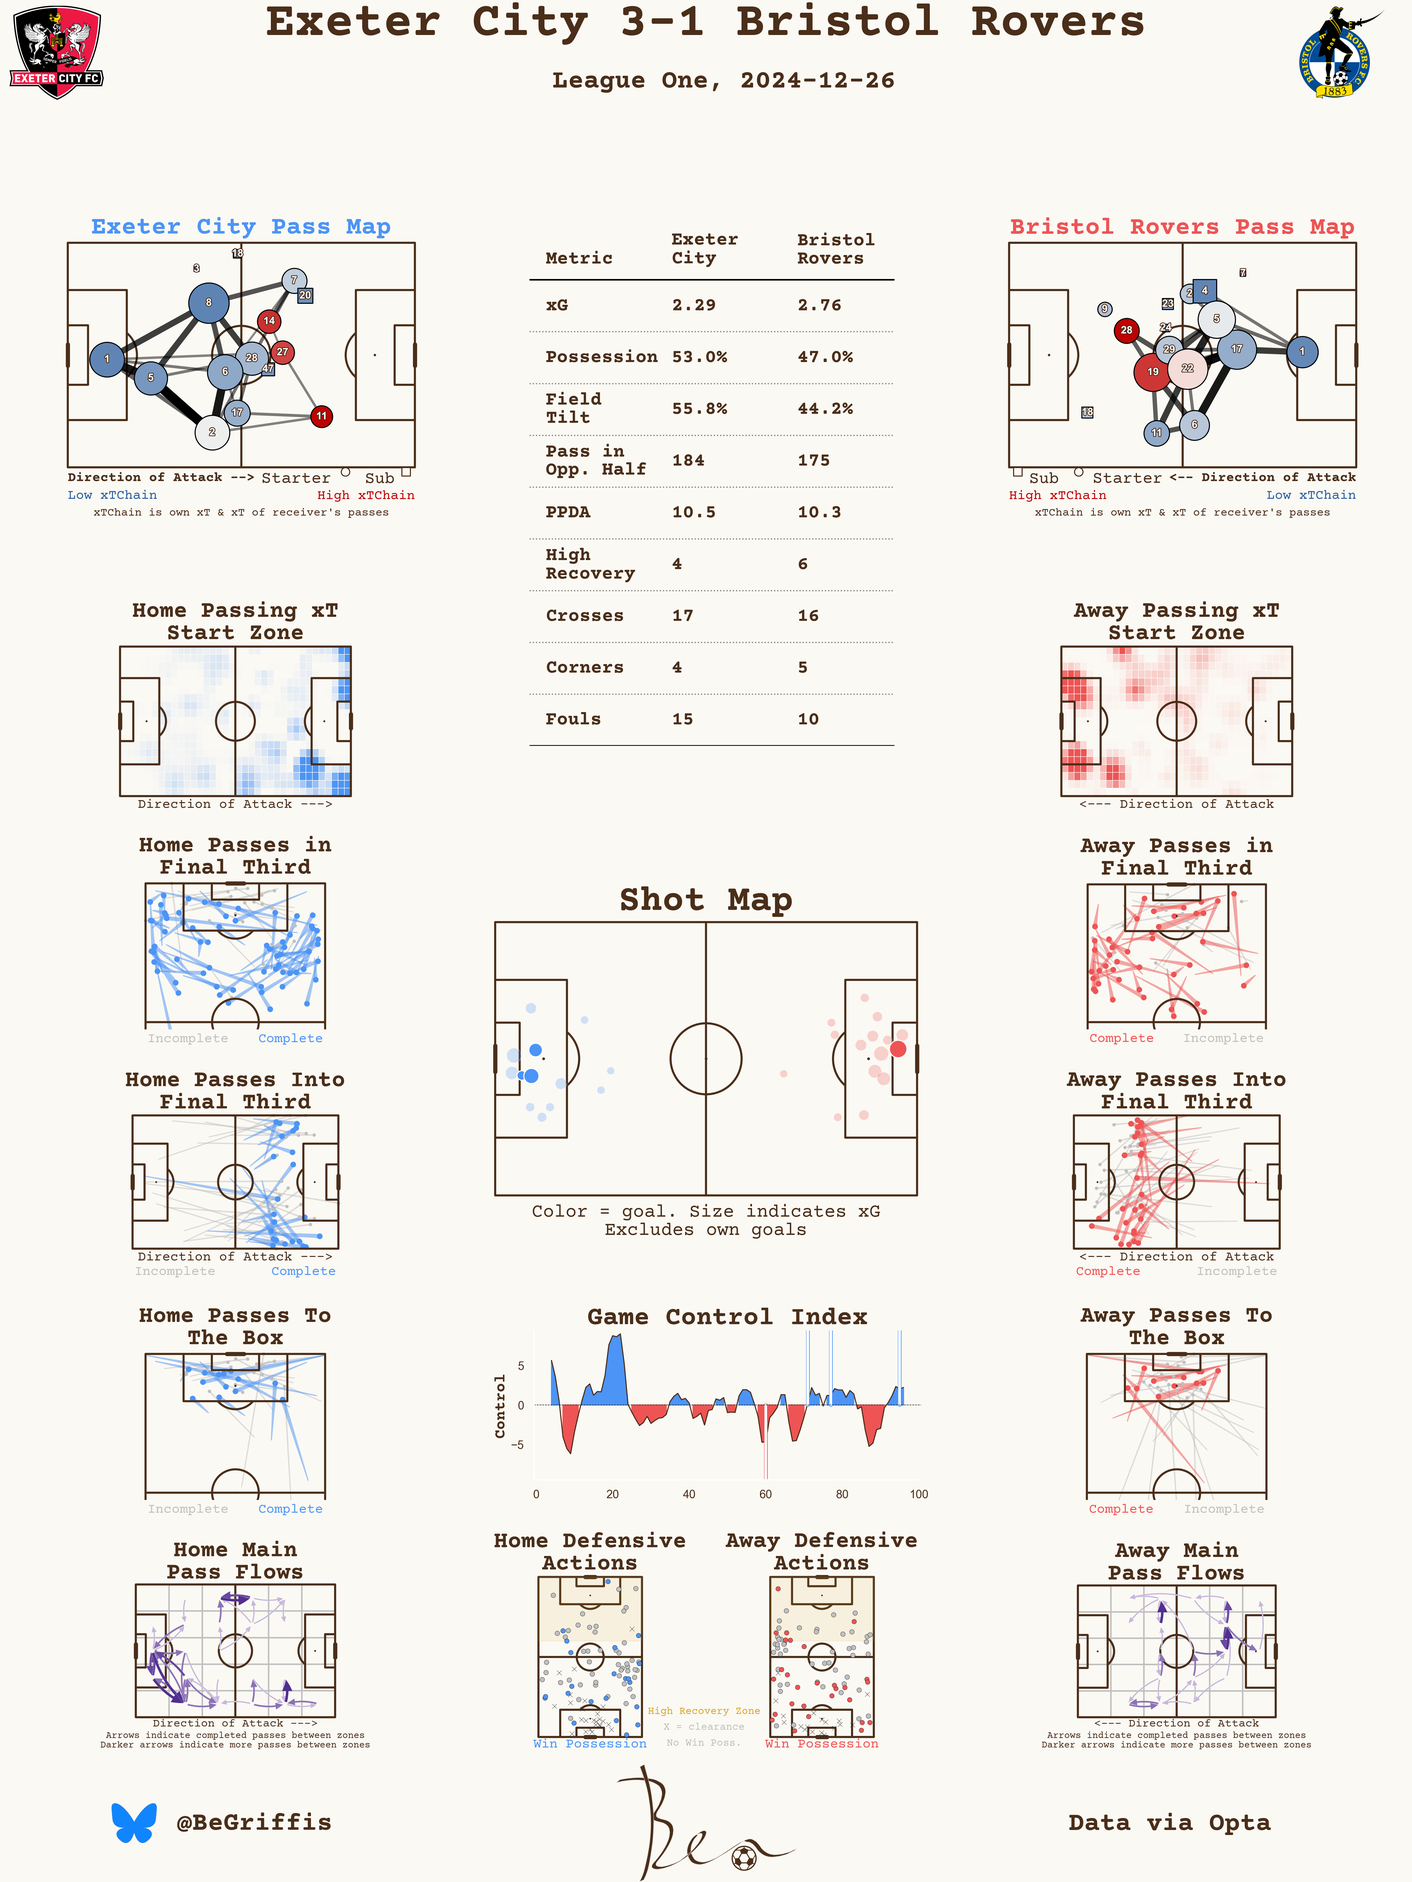 Exeter City 3-1 Bristol Rovers
League One, 2024-12-26
EXETER CITY FC
BRISTOL ROVERS F.C.
1883
Exeter City Pass Map
18
3
7
20
8
14
27
28
1
47
6
5
17
11
2
Direction of Attack --> Starter Sub
Low xTChain High xTChain
xTChain is own xT & xT of receiver's passes
Metric Exeter City Bristol Rovers
xG 2.29 2.76
Possession 53.0% 47.0%
Field Tilt 55.8% 44.2%
Pass in Opp. Half 184 175
PPDA 10.5 10.3
High Recovery 4 6
Crosses 17 16
Corners 4 5
Fouls 15 10
Bristol Rovers Pass Map
7
2
4
23
9
5
24
28
29
17
1
19
22
18
6
11
Sub Starter <-- Direction of Attack
High xTChain Low xTChain
xTChain is own xT & xT of receiver's passes
Home Passing xT
Start Zone
Direction of Attack --->
Away Passing xT
Start Zone
<--- Direction of Attack
Home Passes in
Final Third
Incomplete Complete
Away Passes in
Final Third
Complete Incomplete
Shot Map
Color = goal. Size indicates xG
Excludes own goals
Home Passes Into
Final Third
Direction of Attack --->
Incomplete Complete
Away Passes Into
Final Third
<--- Direction of Attack
Complete Incomplete
Home Passes To
The Box
Incomplete Complete
Game Control Index
Control
5
0
−5
0 20 40 60 80 100
Away Passes To
The Box
Complete Incomplete
Home Main
Pass Flows
Direction of Attack --->
Arrows indicate completed passes between zones
Darker arrows indicate more passes between zones
Home Defensive
Actions
Win Possession
High Recovery Zone
X = clearance
No Win Poss.
Away Defensive
Actions
Win Possession
Away Main
Pass Flows
<--- Direction of Attack
Arrows indicate completed passes between zones
Darker arrows indicate more passes between zones
@BeGriffis
Ben
Data via Opta